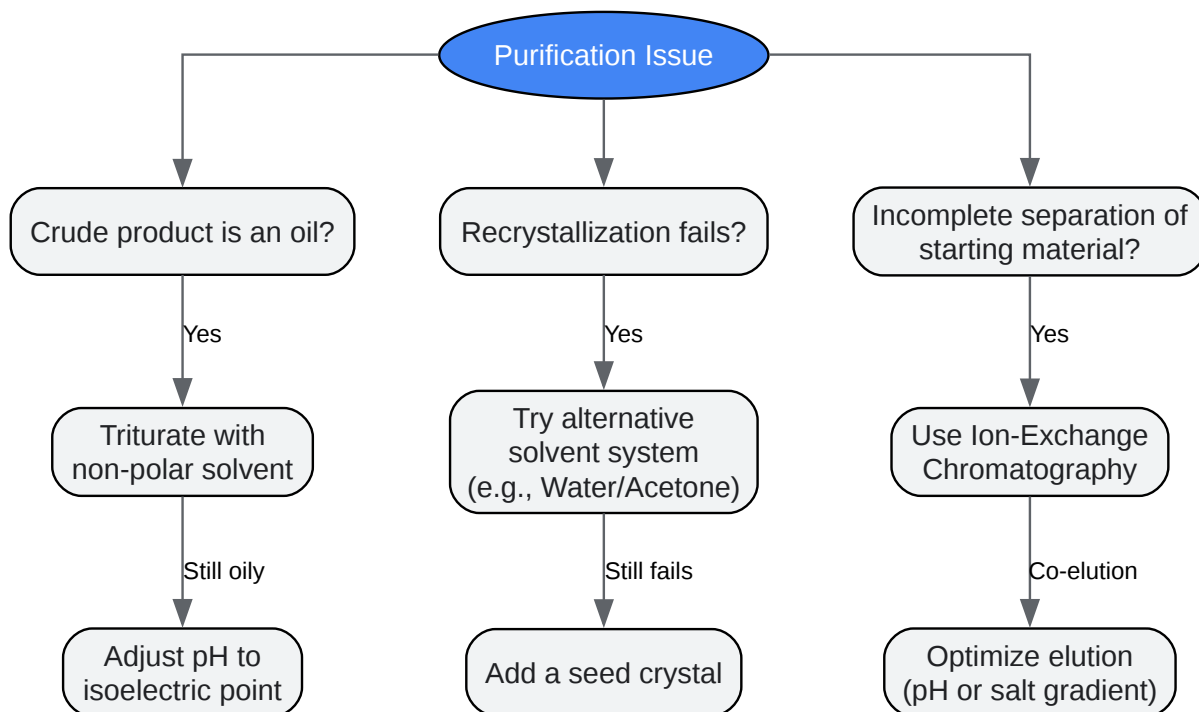 Purification Issue
Crude product is an oil?
Recrystallization fails?
Incomplete separation of
starting material?
Yes
Yes
Yes
Triturate with
non-polar solvent
Try alternative
solvent system
(e.g., Water/Acetone)
Use Ion-Exchange
Chromatography
Still oily
Still fails
Co-elution
Adjust pH to
isoelectric point
Add a seed crystal
Optimize elution
(pH or salt gradient)